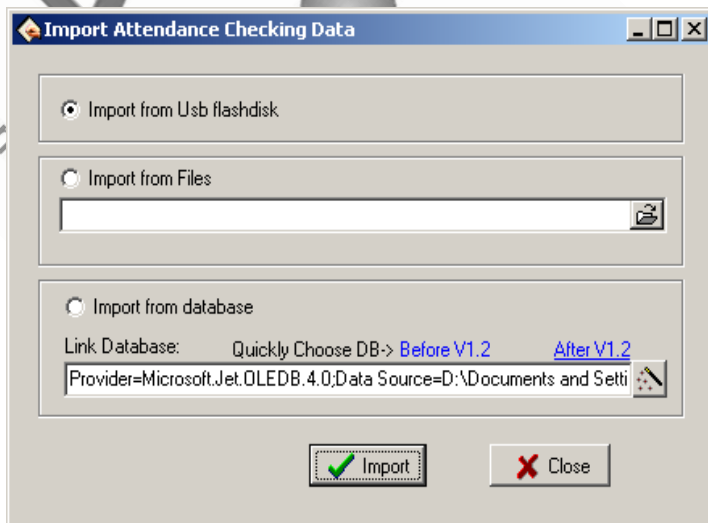 Import Attendance Checking Data
Import from Usb flashdisk
Import from Files
Import from database
Link Database: Quickly Choose DB-> Before V1.2 After V1.2
Provider=Microsoft.Jet.OLEDB.4.0;Data Source=D:\Documents and Setti
Import Close